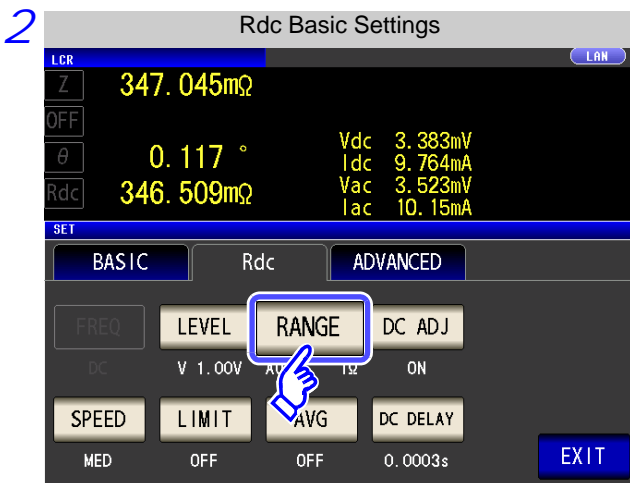 2 Rdc Basic Settings
LCR LAN
Z 347.045mΩ
OFF
Vdc 3.383mV
θ 0.117 ° Idc 9.764mA
Rdc 346.509mΩ Vac 3.523mV
Iac 10.15mA
SET
BASIC Rdc ADVANCED
FREQ LEVEL RANGE DC ADJ
DC V 1.00V 1Ω ON
SPEED LIMIT AVG DC DELAY
MED OFF OFF 0.0003s
EXIT